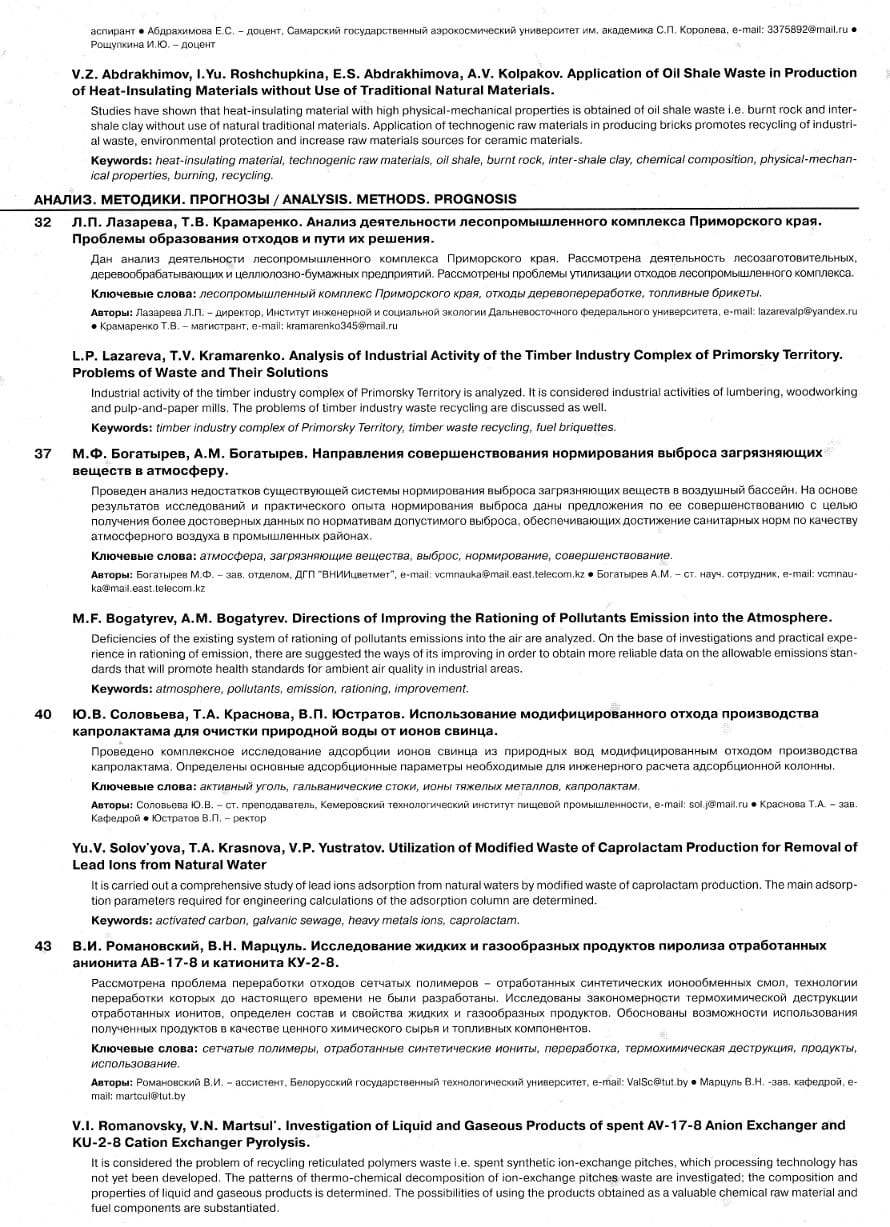 аспирант ● Абдрахимова Е.С. – доцент, Самарский государственный аэрокосмический университет им. академика С.П. Королева, e-mail: 3375892@mail.ru ●
Рощупкина И.Ю. – доцент
V.Z. Abdrakhimov, I.Yu. Roshchupkina, E.S. Abdrakhimova, A.V. Kolpakov. Application of Oil Shale Waste in Production
of Heat-Insulating Materials without Use of Traditional Natural Materials.
Studies have shown that heat-insulating material with high physical-mechanical properties is obtained of oil shale waste i.e. burnt rock and inter-
shale clay without use of natural traditional materials. Application of technogenic raw materials in producing bricks promotes recycling of industri-
al waste, environmental protection and increase raw materials sources for ceramic materials.
Keywords: heat-insulating material, technogenic raw materials, oil shale, burnt rock, inter-shale clay, chemical composition, physical-mechan-
ical properties, burning, recycling.
АНАЛИЗ. МЕТОДИКИ. ПРОГНОЗЫ / ANALYSIS. METHODS. PROGNOSIS
32 Л.П. Лазарева, Т.В. Крамаренко. Анализ деятельности лесопромышленного комплекса Приморского края.
Проблемы образования отходов и пути их решения.
Дан анализ деятельности лесопромышленного комплекса Приморского края. Рассмотрена деятельность лесозаготовительных,
деревообрабатывающих и целлюлозно-бумажных предприятий. Рассмотрены проблемы утилизации отходов лесопромышленного комплекса.
Ключевые слова: лесопромышленный комплекс Приморского края, отходы деревопереработке, топливные брикеты.
Авторы: Лазарева Л.П. – директор, Институт инженерной и социальной экологии Дальневосточного федерального университета, e-mail: lazarevalp@yandex.ru
● Крамаренко Т.В. – магистрант, e-mail: kramarenko345@mail.ru
L.P. Lazareva, T.V. Kramarenko. Analysis of Industrial Activity of the Timber Industry Complex of Primorsky Territory.
Problems of Waste and Their Solutions
Industrial activity of the timber industry complex of Primorsky Territory is analyzed. It is considered industrial activities of lumbering, woodworking
and pulp-and-paper mills. The problems of timber industry waste recycling are discussed as well.
Keywords: timber industry complex of Primorsky Territory, timber waste recycling, fuel briquettes.
37 М.Ф. Богатырев, А.М. Богатырев. Направления совершенствования нормирования выброса загрязняющих
веществ в атмосферу.
Проведен анализ недостатков существующей системы нормирования выброса загрязняющих веществ в воздушный бассейн. На основе
результатов исследований и практического опыта нормирования выброса даны предложения по ее совершенствованию с целью
получения более достоверных данных по нормативам допустимого выброса, обеспечивающих достижение санитарных норм по качеству
атмосферного воздуха в промышленных районах.
Ключевые слова: атмосфера, загрязняющие вещества, выброс, нормирование, совершенствование.
Авторы: Богатырев М.Ф. – зав. отделом, ДГП "ВНИИцветмет", e-mail: vcmnauka@mail.east.telecom.kz ● Богатырев А.М. – ст. науч. сотрудник, e-mail: vcmnau-
ka@mail.east.telecom.kz
M.F. Bogatyrev, A.M. Bogatyrev. Directions of Improving the Rationing of Pollutants Emission into the Atmosphere.
Deficiencies of the existing system of rationing of pollutants emissions into the air are analyzed. On the base of investigations and practical expe-
rience in rationing of emission, there are suggested the ways of its improving in order to obtain more reliable data on the allowable emissions stan-
dards that will promote health standards for ambient air quality in industrial areas.
Keywords: atmosphere, pollutants, emission, rationing, improvement.
40 Ю.В. Соловьева, Т.А. Краснова, В.П. Юстратов. Использование модифицированного отхода производства
капролактама для очистки природной воды от ионов свинца.
Проведено комплексное исследование адсорбции ионов свинца из природных вод модифицированным отходом производства
капролактама. Определены основные адсорбционные параметры необходимые для инженерного расчета адсорбционной колонны.
Ключевые слова: активный уголь, гальванические стоки, ионы тяжелых металлов, капролактам.
Авторы: Соловьева Ю.В. – ст. преподаватель, Кемеровский технологический институт пищевой промышленности, e-mail: sol.j@mail.ru ● Краснова Т.А. – зав.
Кафедрой ● Юстратов В.П. – ректор
Yu.V. Solov'yova, T.A. Krasnova, V.P. Yustratov. Utilization of Modified Waste of Caprolactam Production for Removal of
Lead Ions from Natural Water
It is carried out a comprehensive study of lead ions adsorption from natural waters by modified waste of caprolactam production. The main adsorp-
tion parameters required for engineering calculations of the adsorption column are determined.
Keywords: activated carbon, galvanic sewage, heavy metals ions, caprolactam.
43 В.И. Романовский, В.Н. Марцуль. Исследование жидких и газообразных продуктов пиролиза отработанных
анионита АВ-17-8 и катионита КУ-2-8.
Рассмотрена проблема переработки отходов сетчатых полимеров – отработанных синтетических ионообменных смол, технологии
переработки которых до настоящего времени не были разработаны. Исследованы закономерности термохимической деструкции
отработанных ионитов, определен состав и свойства жидких и газообразных продуктов. Обоснованы возможности использования
полученных продуктов в качестве ценного химического сырья и топливных компонентов.
Ключевые слова: сетчатые полимеры, отработанные синтетические иониты, переработка, термохимическая деструкция, продукты,
использование.
Авторы: Романовский В.И. – ассистент, Белорусский государственный технологический университет, e-mail: ValSc@tut.by ● Марцуль В.Н. -зав. кафедрой, e-
mail: martcul@tut.by
V.I. Romanovsky, V.N. Martsul'. Investigation of Liquid and Gaseous Products of spent AV-17-8 Anion Exchanger and
KU-2-8 Cation Exchanger Pyrolysis.
It is considered the problem of recycling reticulated polymers waste i.e. spent synthetic ion-exchange pitches, which processing technology has
not yet been developed. The patterns of thermo-chemical decomposition of ion-exchange pitches waste are investigated; the composition and
properties of liquid and gaseous products is determined. The possibilities of using the products obtained as a valuable chemical raw material and
fuel components are substantiated.